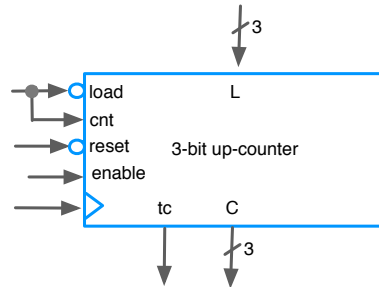 3
load
L
cnt
reset
3-bit up-counter
enable
tc
C
3